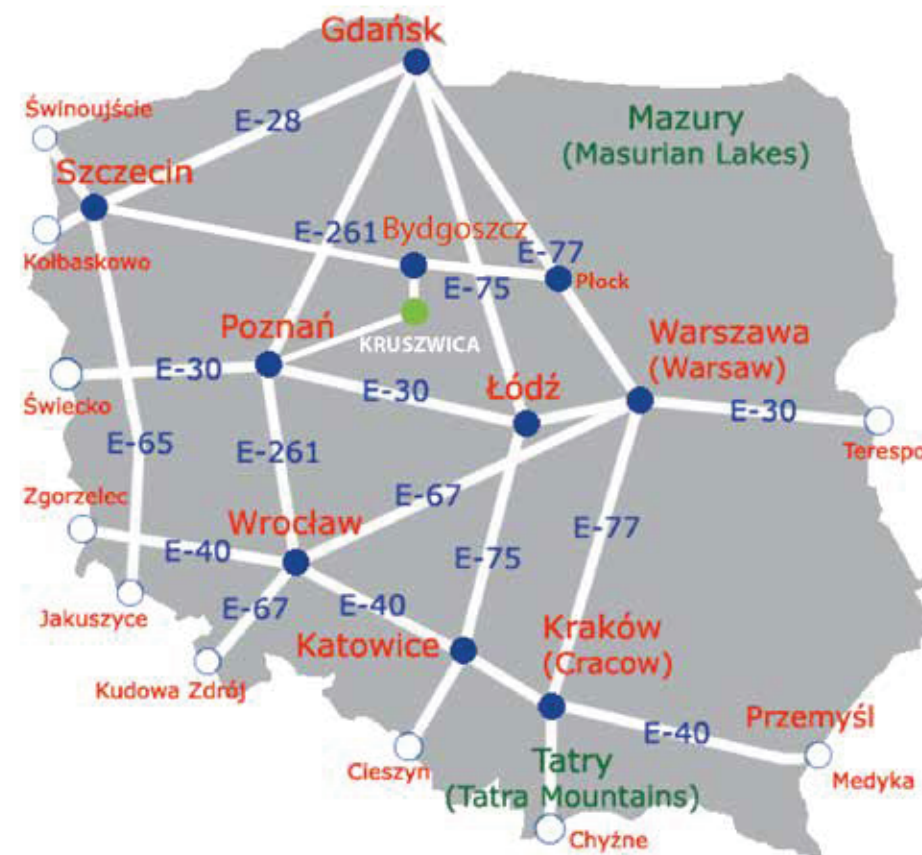 Gdańsk
Świnoujście
E-28
Mazury
(Masurian Lakes)
Szczecin
E-261
Bydgoszcz
E-77
Kołbaskowo
E-75
Płock
Poznań
KRUSZWICA
Warszawa
(Warsaw)
E-30
Łódź
Świecko
E-30
E-30
Terespo
E-65
E-261
Zgorzelec
E-67
Wrocław
E-77
E-40
E-75
Jakuszyce
E-67
E-40
Katowice
Kraków
(Cracow)
Kudowa Zdrój
Przemyśl
E-40
Cieszyn
Tatry
(Tatra Mountains)
Medyka
Chyżne